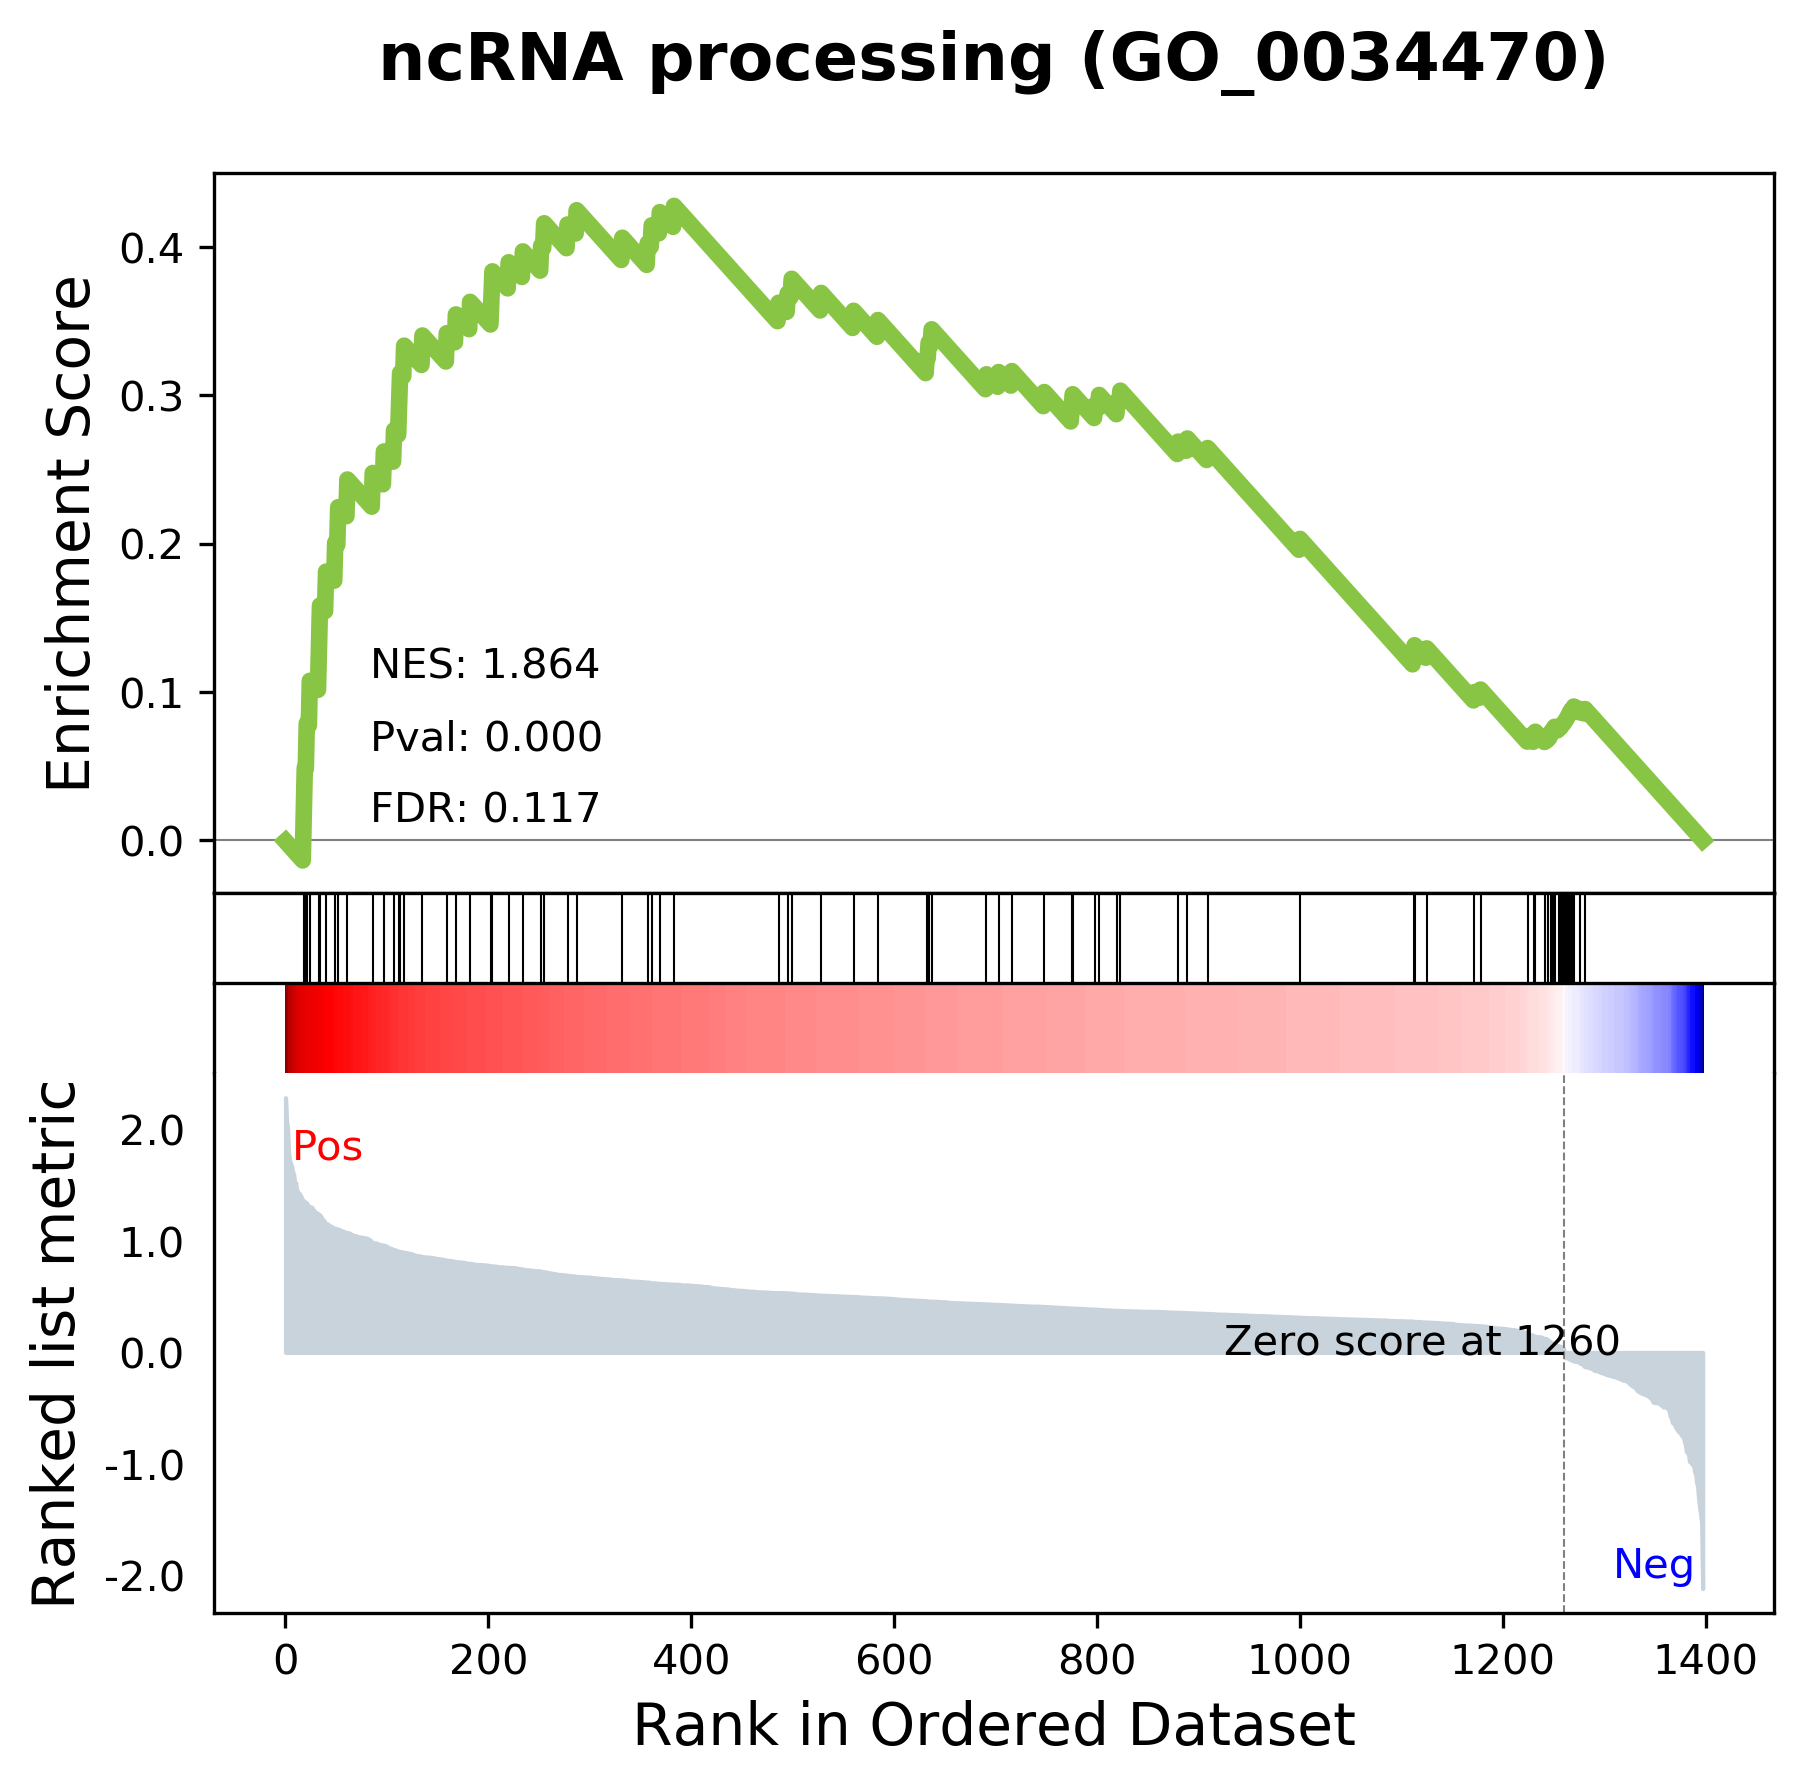 ncRNA processing (GO_0034470)
Enrichment Score
0.4
0.3
0.2
0.1
0.0
NES: 1.864
Pval: 0.000
FDR: 0.117
Ranked list metric
2.0
1.0
0.0
-1.0
-2.0
Pos
Zero score at 1260
Neg
0 200 400 600 800 1000 1200 1400
Rank in Ordered Dataset